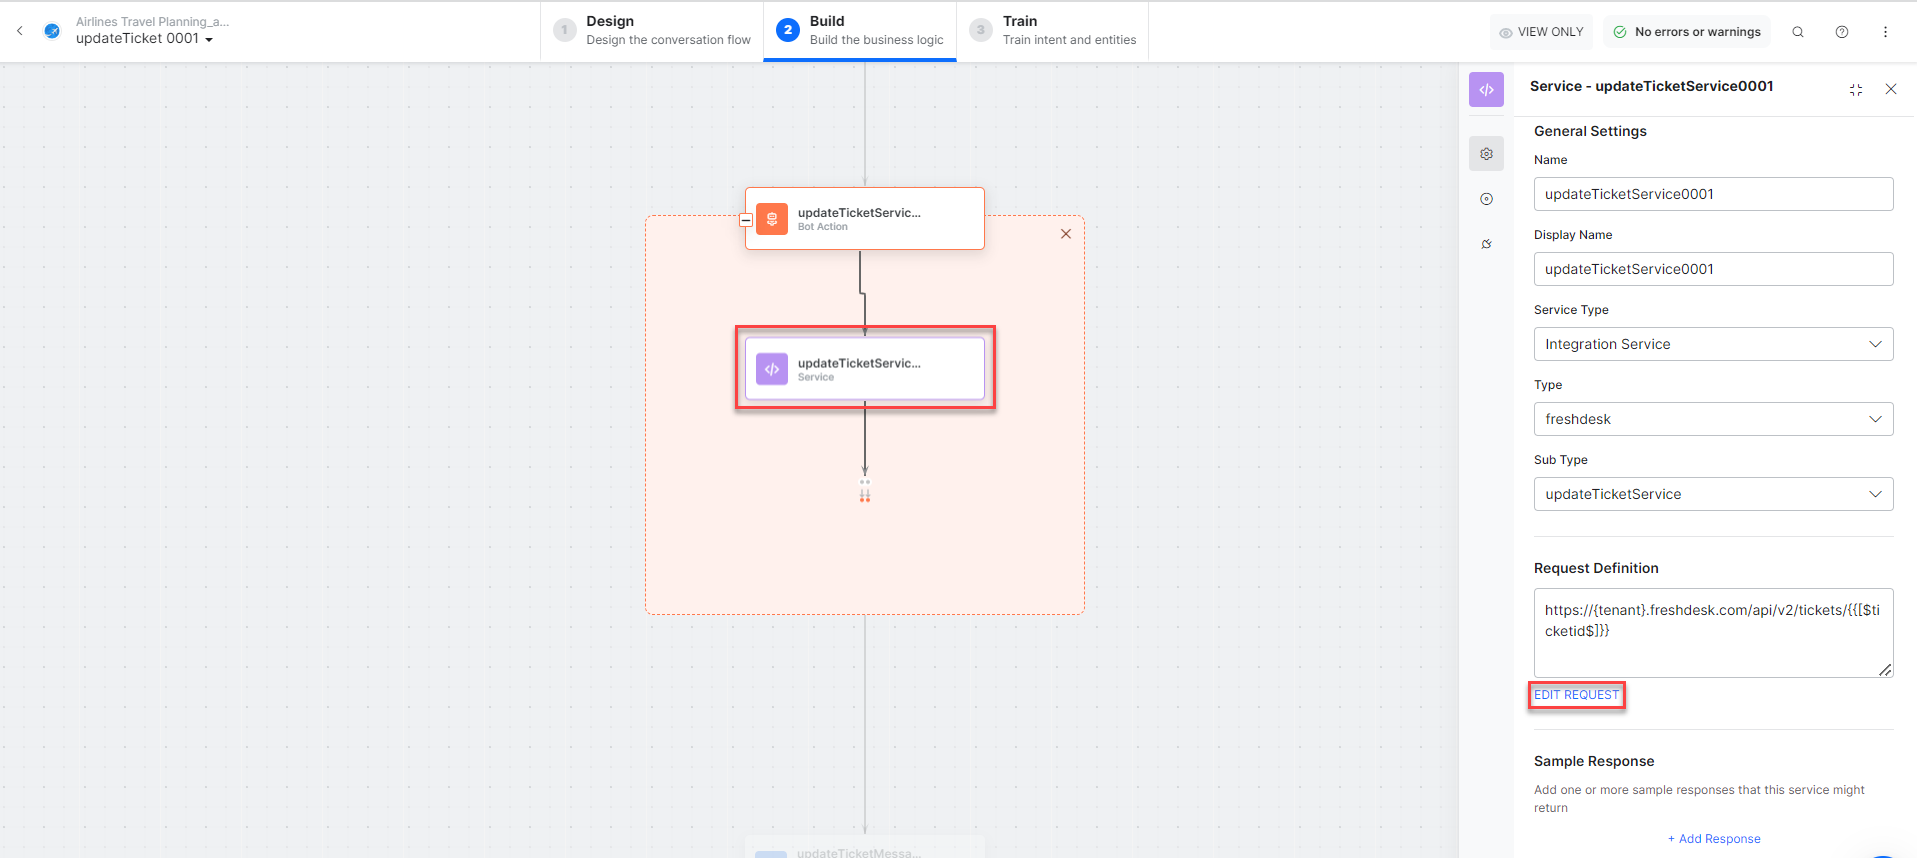 Airlines Travel Planning_a...
updateTicket 0001
1
Design
Design the conversation flow
2
Build
Build the business logic
3
Train
Train intent and entities
VIEW ONLY
No errors or warnings
updateTicketServic...
Bot Action
updateTicketServic...
Service
updateTicketMessa...
Service - updateTicketService0001
General Settings
Name
updateTicketService0001
Display Name
updateTicketService0001
Service Type
Integration Service
Type
freshdesk
Sub Type
updateTicketService
Request Definition
https://{tenant}.freshdesk.com/api/v2/tickets/{{[$ti
cketid$]}}
EDIT REQUEST
Sample Response
Add one or more sample responses that this service might
return
+ Add Response